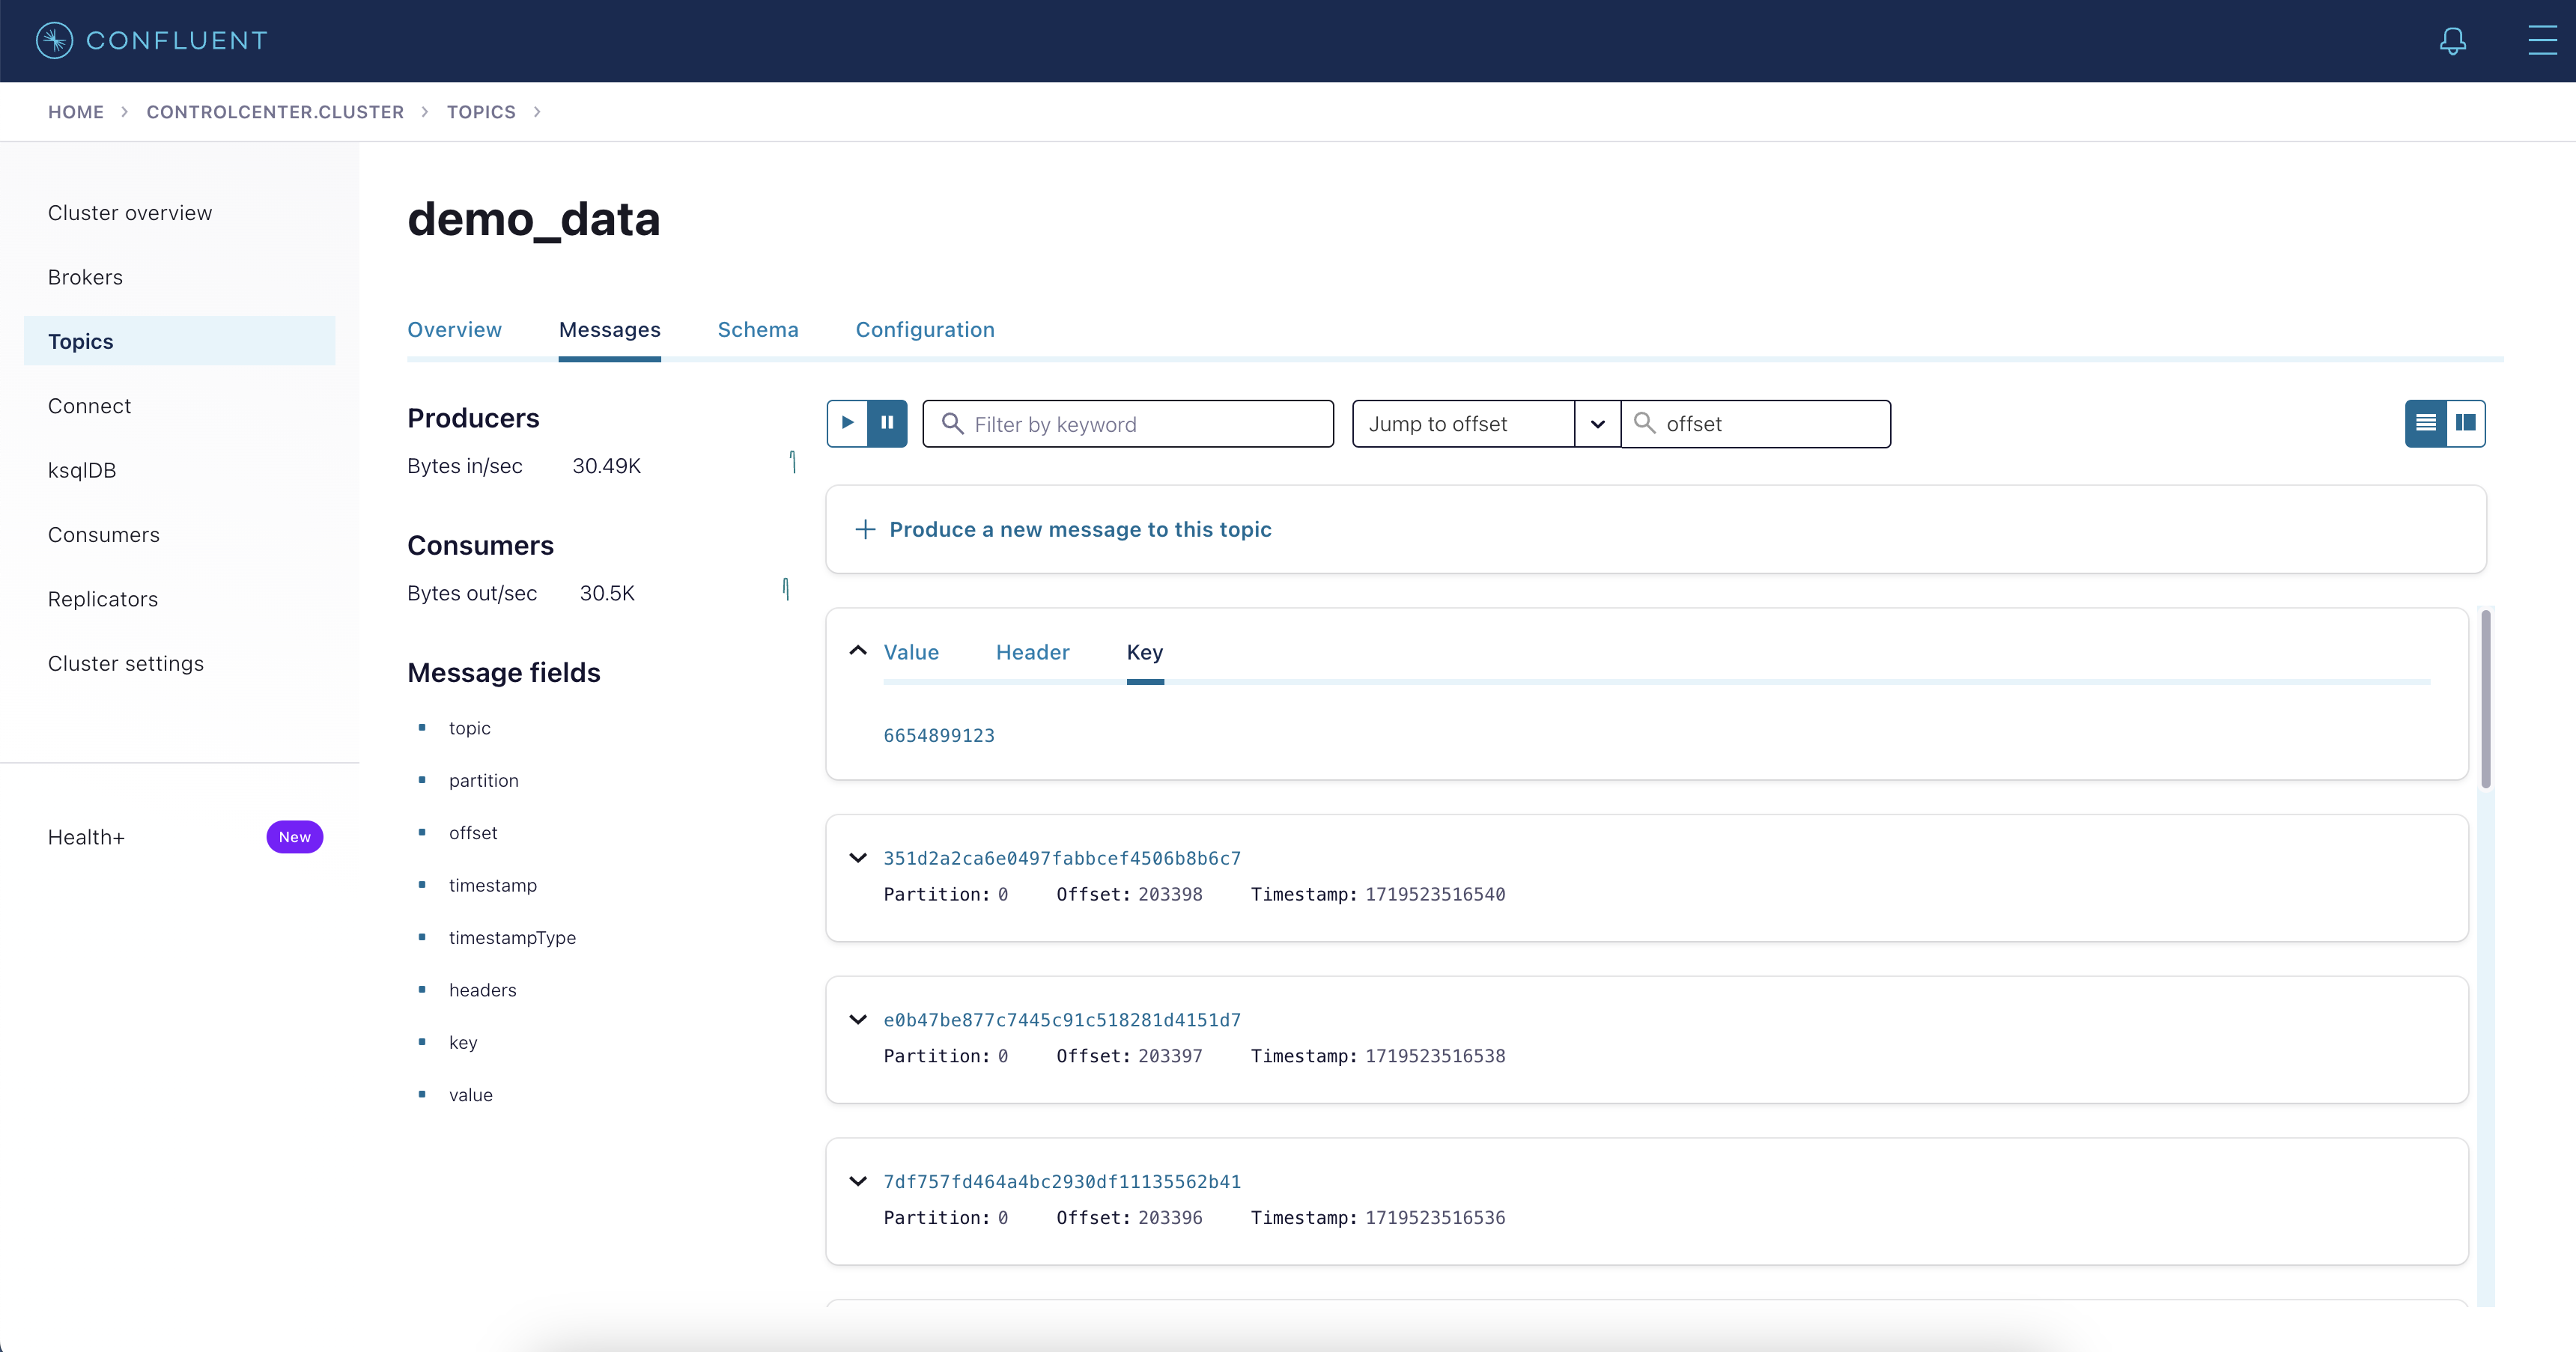 CONFLUENT
HOME > CONTROLCENTER.CLUSTER > TOPICS >
Cluster overview
Brokers
Topics
Connect
ksqlDB
Consumers
Replicators
Cluster settings
Health+ New
demo_data
Overview Messages Schema Configuration
Producers
Bytes in/sec 30.49K
Consumers
Bytes out/sec 30.5K
Message fields
topic
partition
offset
timestamp
timestampType
headers
key
value
Filter by keyword Jump to offset offset
Produce a new message to this topic
Value Header Key
6654899123
351d2a2ca6e0497fabbcef4506b8b6c7
Partition: 0 Offset: 203398 Timestamp: 1719523516540
e0b47be877c7445c91c518281d4151d7
Partition: 0 Offset: 203397 Timestamp: 1719523516538
7df757fd464a4bc2930df11135562b41
Partition: 0 Offset: 203396 Timestamp: 1719523516536